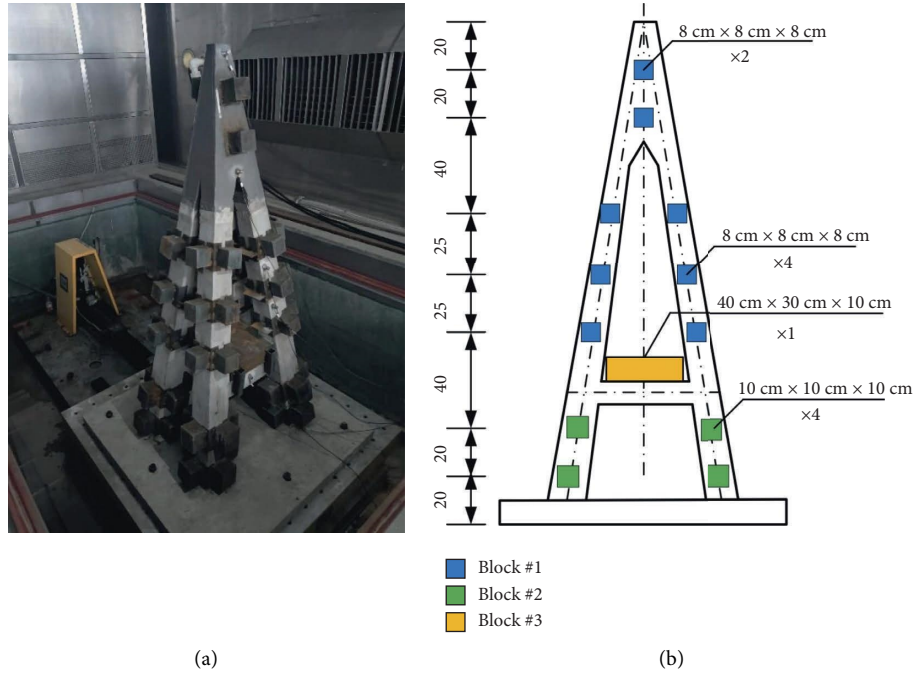 20
20
40
25
25
40
20
20
8 cm × 8 cm × 8 cm
×2
8 cm × 8 cm × 8 cm
×4
40 cm × 30 cm × 10 cm
×1
10 cm × 10 cm × 10 cm
×4
Block #1
Block #2
Block #3
(a)
(b)